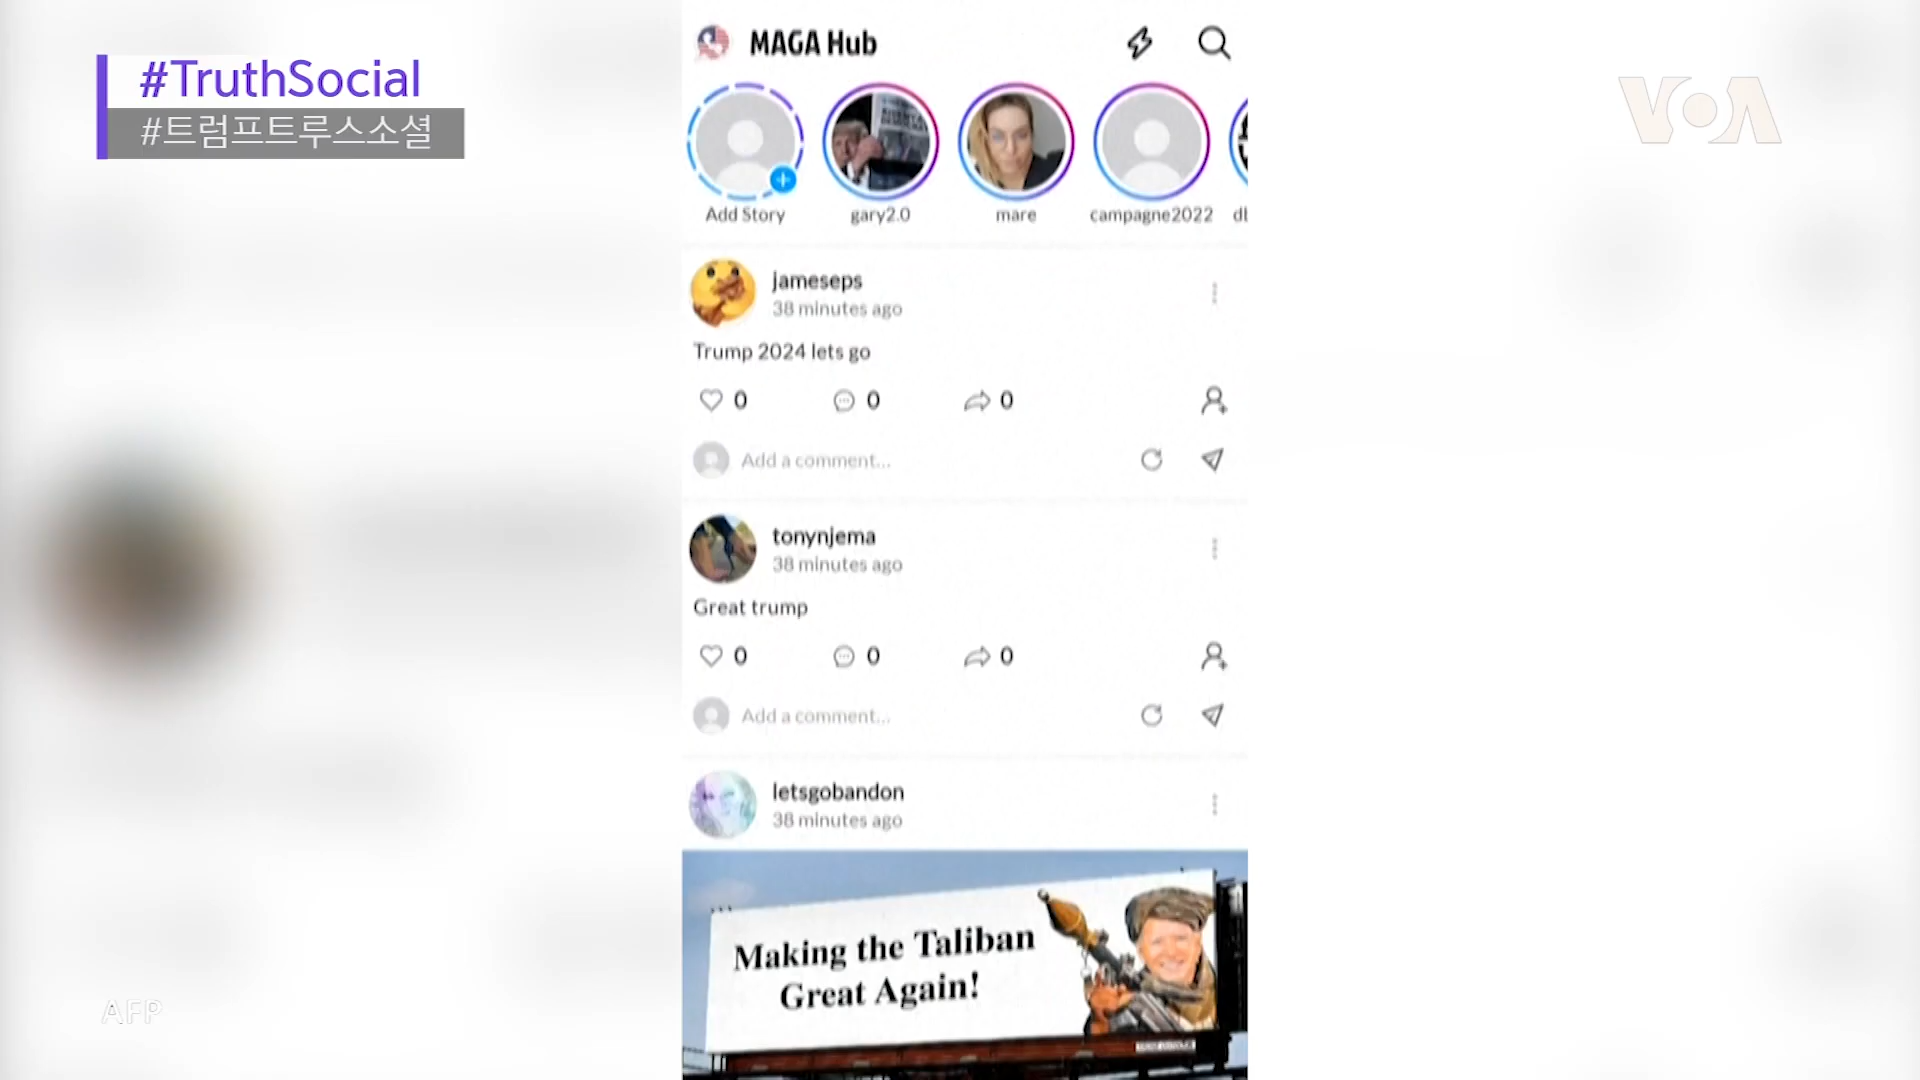 #TruthSocial
#트럼프트루스소셜
VOA
MAGA Hub
Add Story
gary2.0
mare
campagne2022
jameseps
38 minutes ago
Trump 2024 lets go
0
0
0
Add a comment...
tonynjema
38 minutes ago
Great trump
0
0
0
Add a comment...
letsgobandon
38 minutes ago
Making the Taliban
Great Again!
AFP